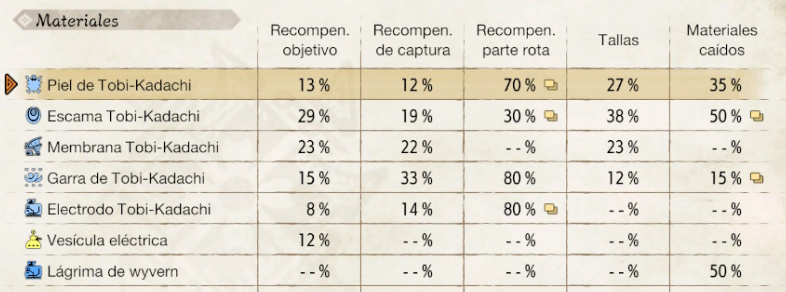 Materiales
Recompen. objetivo Recompen. de captura Recompen. parte rota Tallas Materiales caídos
Piel de Tobi-Kadachi 13 % 12 % 70 % 27 % 35 %
Escama Tobi-Kadachi 29 % 19 % 30 % 38 % 50 %
Membrana Tobi-Kadachi 23 % 22 % - - % 23 % - - %
Garra de Tobi-Kadachi 15 % 33 % 80 % 12 % 15 %
Electrodo Tobi-Kadachi 8 % 14 % 80 % - - % - - %
Vesícula eléctrica 12 % - - % - - % - - % - - %
Lágrima de wyvern - - % - - % - - % - - % 50 %